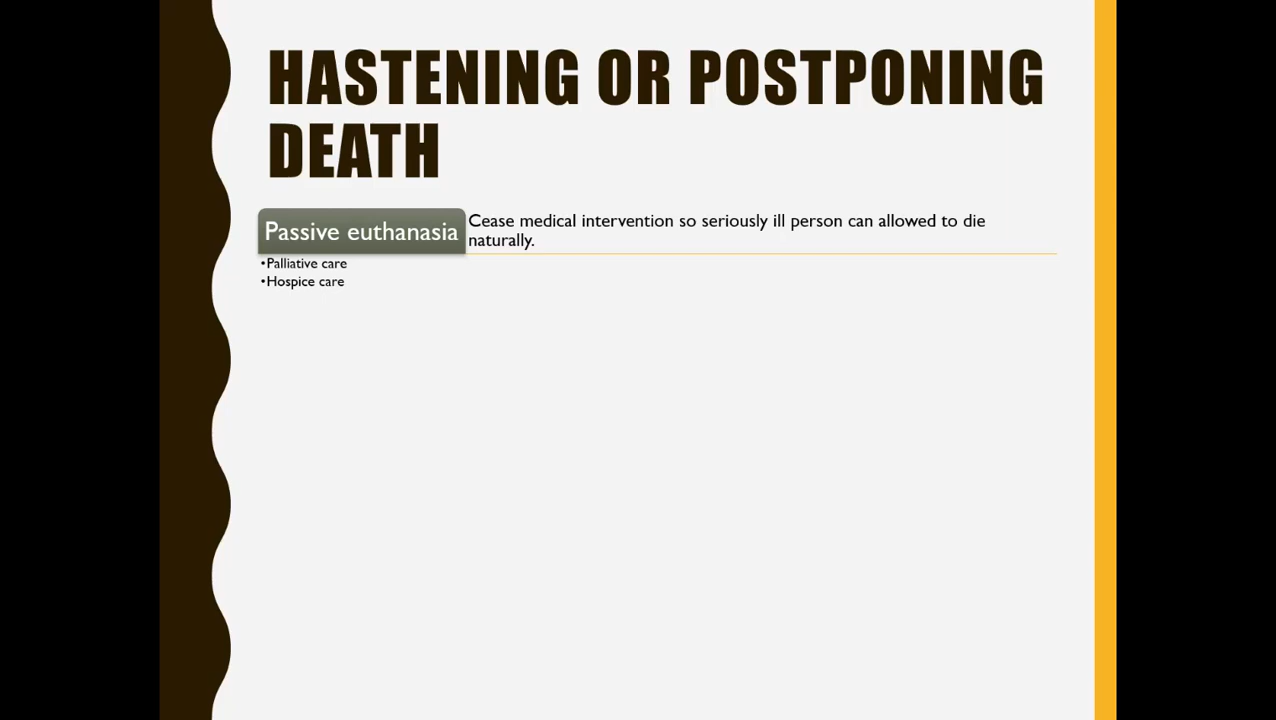 HASTENING OR POSTPONING
DEATH
Passive euthanasia
Cease medical intervention so seriously ill person can allowed to die
naturally.
•Palliative care
•Hospice care